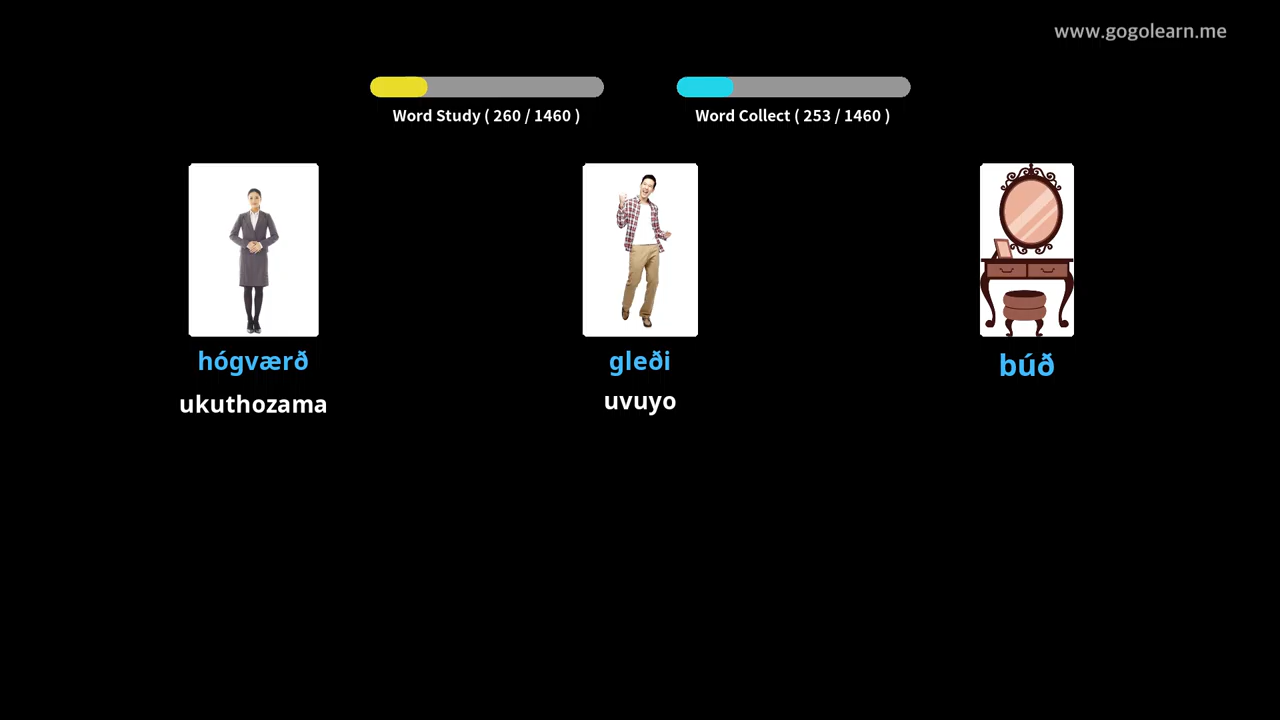 www.gogolearn.me
Word Study ( 260 / 1460 )
Word Collect ( 253 / 1460 )
hógværð
gleði
búð
ukuthozama
uvuyo